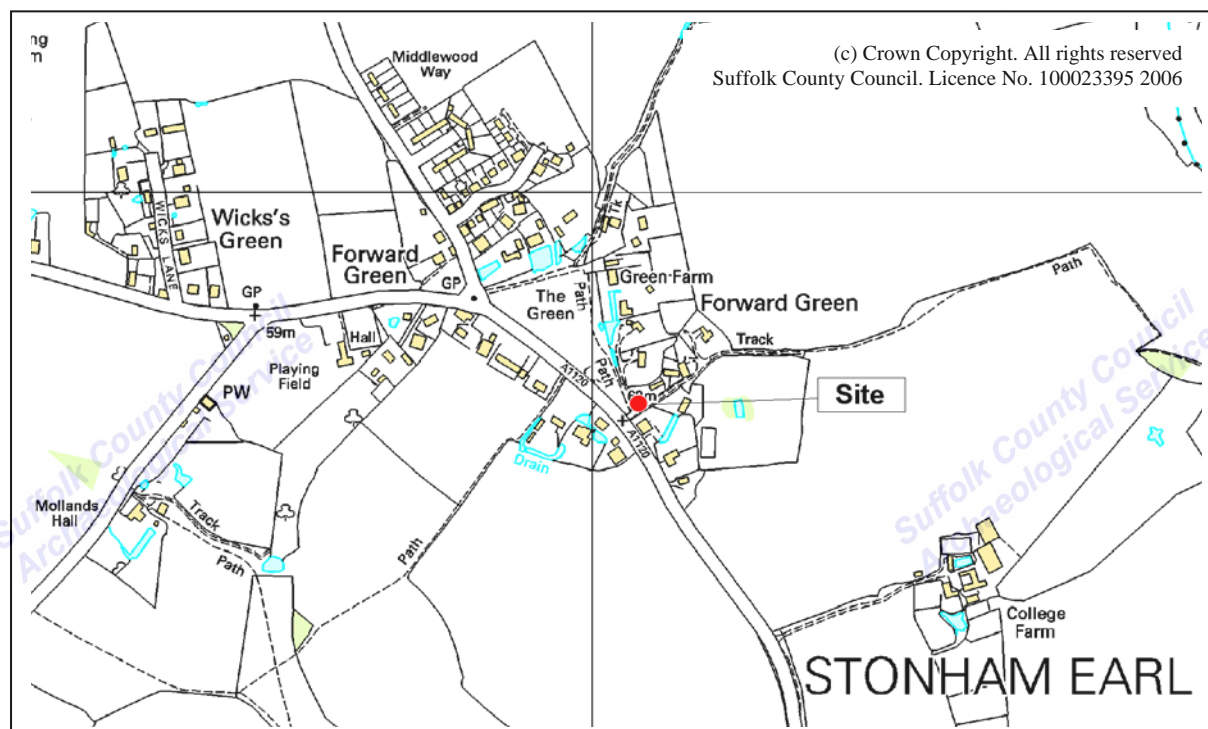 (c) Crown Copyright. All rights reserved
Suffolk County Council. Licence No. 100023395 2006
ng
m
Middlewood
Way
Wicks's
Green
WICKS LANE
Forward
Green
GP
GP
59m
Hall
Playing
Field
PW
The
Green
Path
Green Farm
Tk
Forward Green
Track
Path
Path
A1120
Site
A1120
Drain
Mollands
Hall
Track
Path
Path
College
Farm
STONHAM EARL
Suffolk County Council
Archaeological Service
Suffolk County Council
Archaeological Service